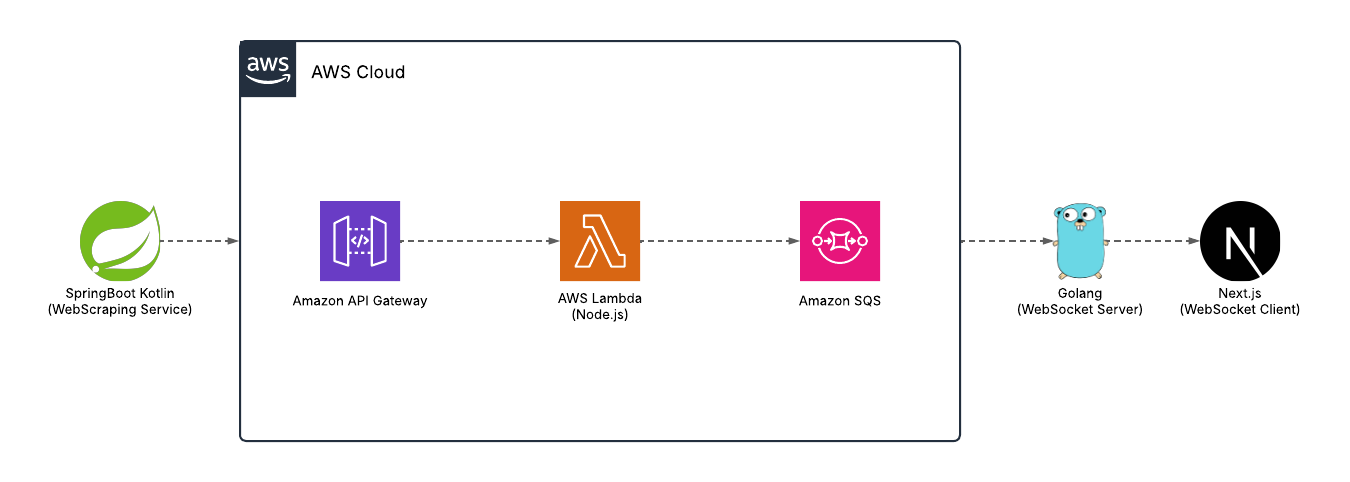 aws
AWS Cloud
SpringBoot Kotlin
(WebScraping Service)
</>
Amazon API Gateway
AWS Lambda
(Node.js)
Amazon SQS
Golang
(WebSocket Server)
N
Next.js
(WebSocket Client)